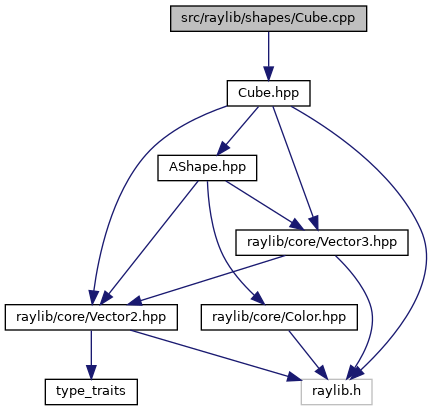 src/raylib/shapes/Cube.cpp
Cube.hpp
AShape.hpp
raylib/core/Vector3.hpp
raylib/core/Vector2.hpp
raylib/core/Color.hpp
type_traits
raylib.h